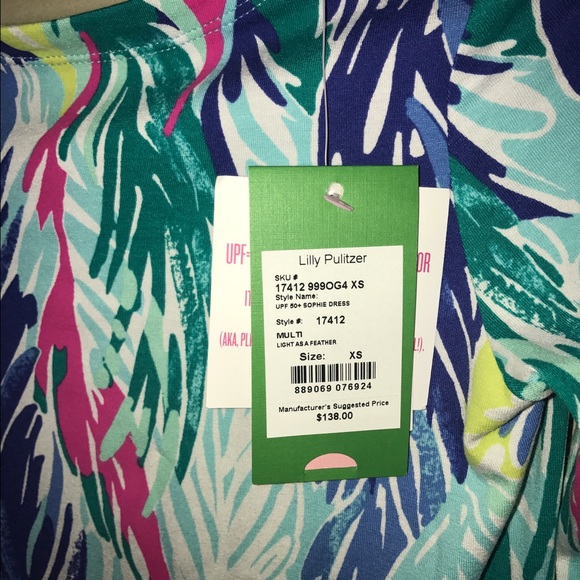 Lilly Pulitzer
SKU #
17412 999OG4 XS
Style Name:
UPF 50+ SOPHIE DRESS
Style #: 17412
MULTI
LIGHT AS A FEATHER
Size: XS
889069 076924
Manufacturer's Suggested Price
$138.00
UPF=
OR
(AKA,